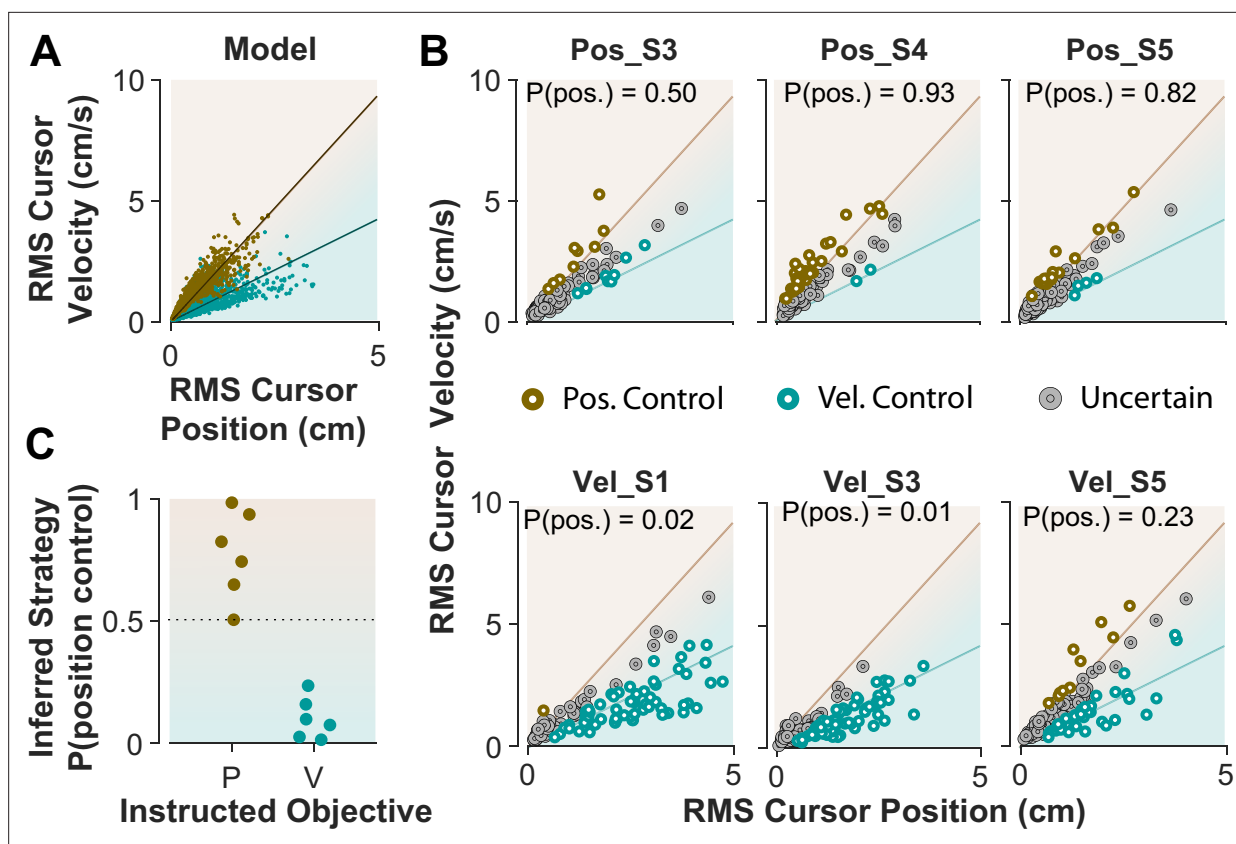 A
Model
RMS Cursor
Velocity (cm/s)
10
5
0
0
5
RMS Cursor
Position (cm)
B
Pos_S3
Pos_S4
Pos_S5
P(pos.) = 0.50
P(pos.) = 0.93
P(pos.) = 0.82
10
5
0
RMS Cursor Velocity (cm/s)
Pos. Control
Vel. Control
Uncertain
Vel_S1
Vel_S3
Vel_S5
P(pos.) = 0.02
P(pos.) = 0.01
P(pos.) = 0.23
10
5
0
0
5
0
5
0
5
RMS Cursor Position (cm)
C
Inferred Strategy
P(position control)
1
0.5
0
P
V
Instructed Objective